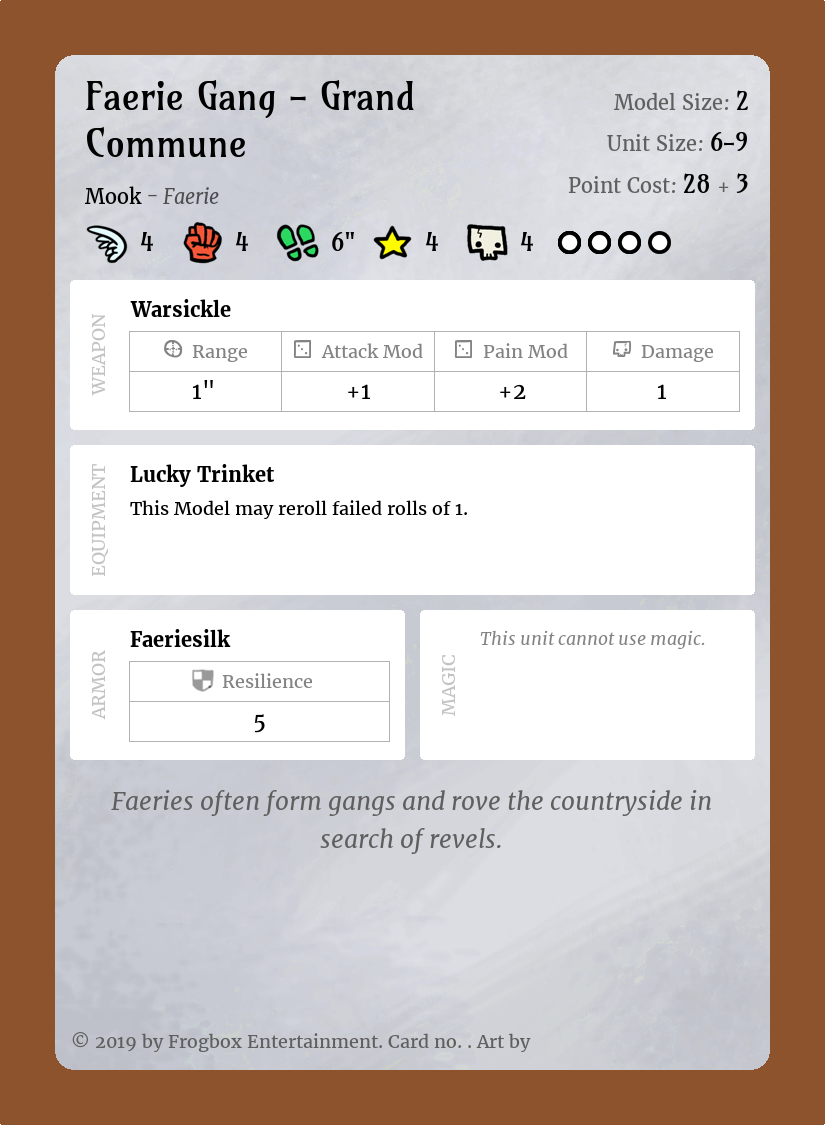 Faerie Gang – Grand
Commune
Model Size: 2
Unit Size: 6–9
Point Cost: 28 + 3
Mook – Faerie
4 4 6" 4 4
WEAPON
Warsickle
Range Attack Mod Pain Mod Damage
1" +1 +2 1
EQUIPMENT
Lucky Trinket
This Model may reroll failed rolls of 1.
ARMOR
Faeriesilk
Resilience
5
MAGIC
This unit cannot use magic.
Faeries often form gangs and rove the countryside in
search of revels.
© 2019 by Frogbox Entertainment. Card no. . Art by